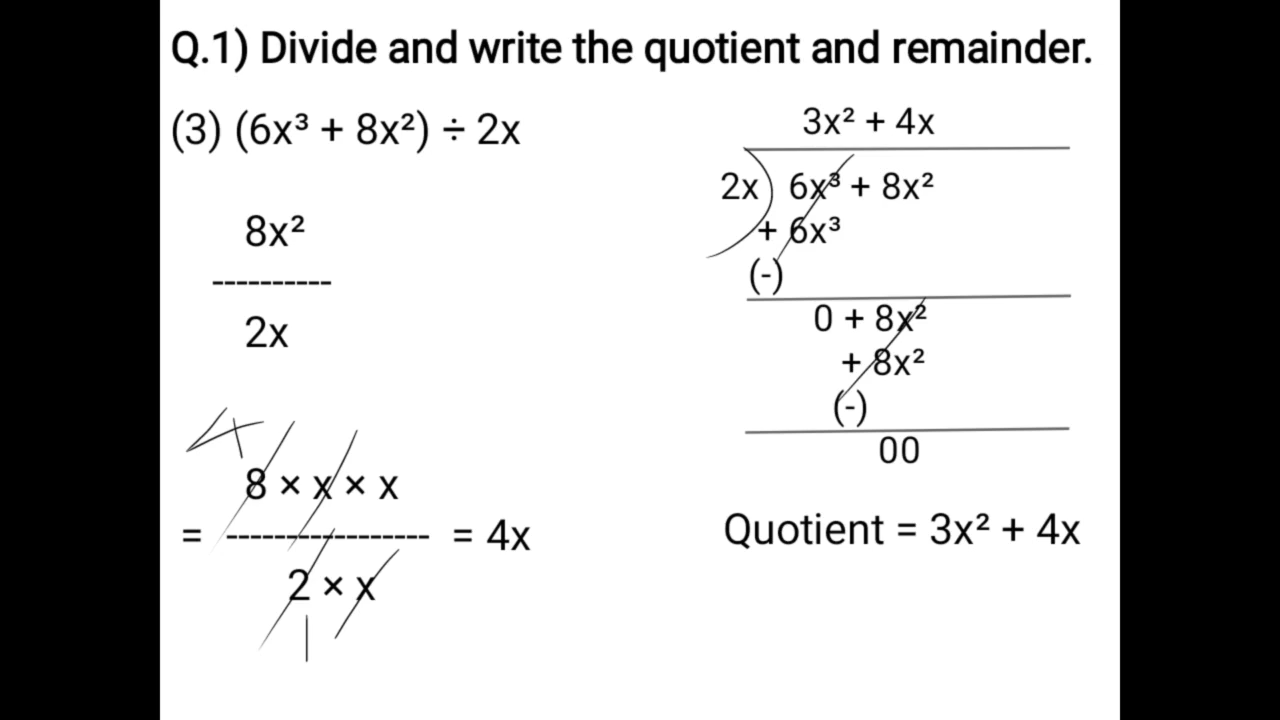 Q.1) Divide and write the quotient and remainder.
(3) (6x³ + 8x²) ÷ 2x
8x²
----------
2x
4
8 × x × x
= ----------------- = 4x
2 × x
1
3x² + 4x
2x) 6x³ + 8x²
+ 6x³
(-)
0 + 8x²
+ 8x²
(-)
00
Quotient = 3x² + 4x